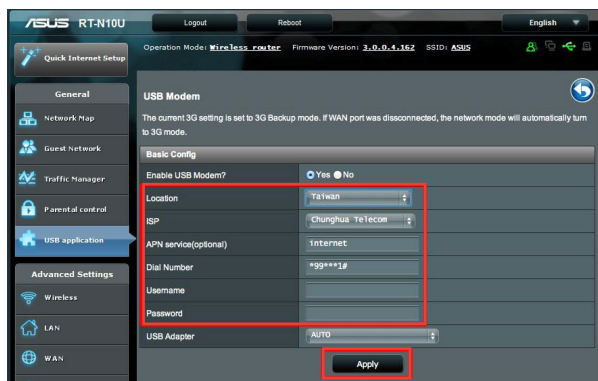 ASUS RT-N10U Logout Reboot English
Quick Internet Setup
Operation Mode: Wireless router Firmware Version: 3.0.0.4.162 SSID: ASUS
General
Network Map
Guest Network
Traffic Manager
Parental control
USB application
Advanced Settings
Wireless
LAN
WAN
USB Modem
The current 3G setting is set to 3G Backup mode. If WAN port was dissconnected, the network mode will automatically turn
to 3G mode.
Basic Config
Enable USB Modem? Yes No
Location Taiwan
ISP Chunghua Telecom
APN service(optional) internet
Dial Number *99***1#
Username
Password
USB Adapter AUTO
Apply